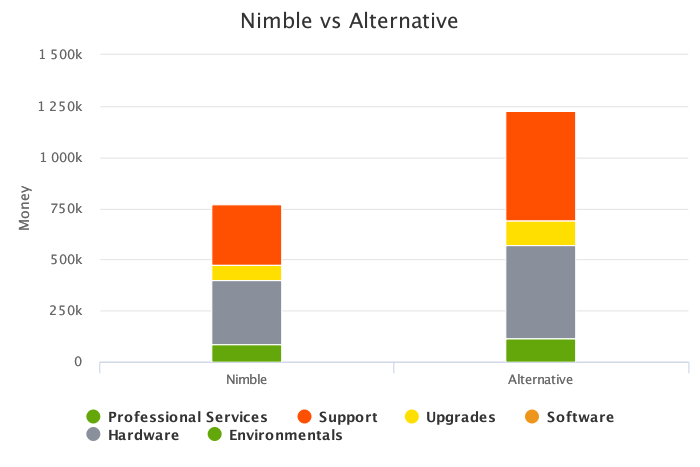 Nimble vs Alternative
1 500k
1 250k
1 000k
750k
500k
250k
0
Money
Nimble Alternative
Professional Services Support Upgrades Software
Hardware Environmentals